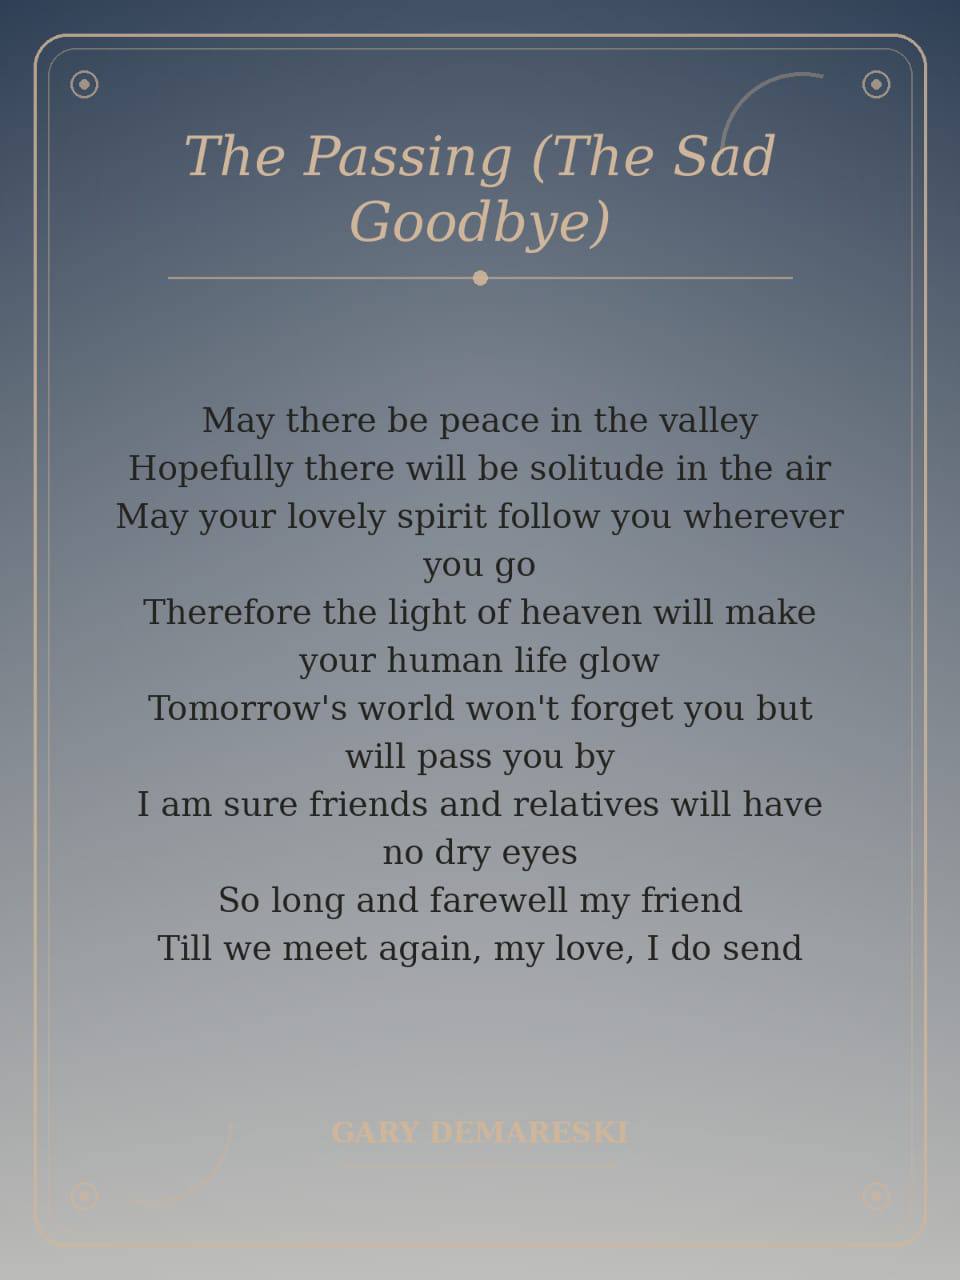 The Passing (The Sad
Goodbye)
May there be peace in the valley
Hopefully there will be solitude in the air
May your lovely spirit follow you wherever
you go
Therefore the light of heaven will make
your human life glow
Tomorrow's world won't forget you but
will pass you by
I am sure friends and relatives will have
no dry eyes
So long and farewell my friend
Till we meet again, my love, I do send
GARY DEMARESKI